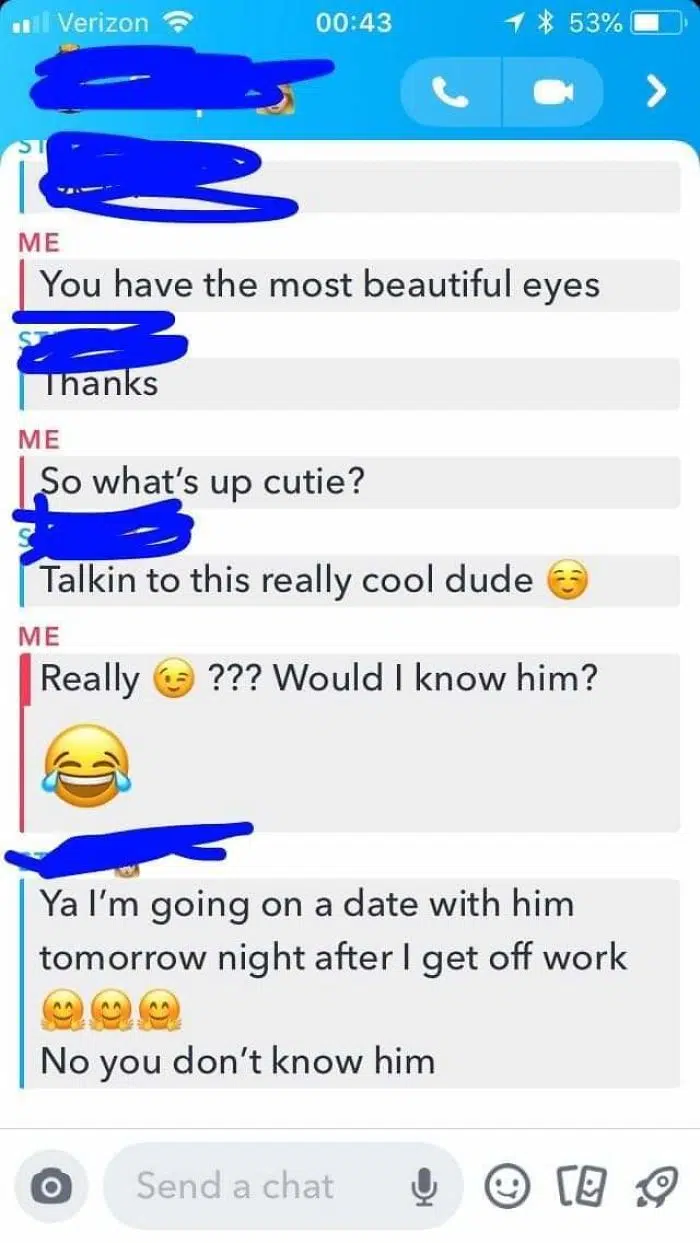 Verizon 00:43 53%
ME
You have the most beautiful eyes
Thanks
ME
So what's up cutie?
Talkin to this really cool dude ☺️
ME
Really 😉 ??? Would I know him?
😂
Ya I'm going on a date with him
tomorrow night after I get off work
🤗🤗🤗
No you don't know him
Send a chat